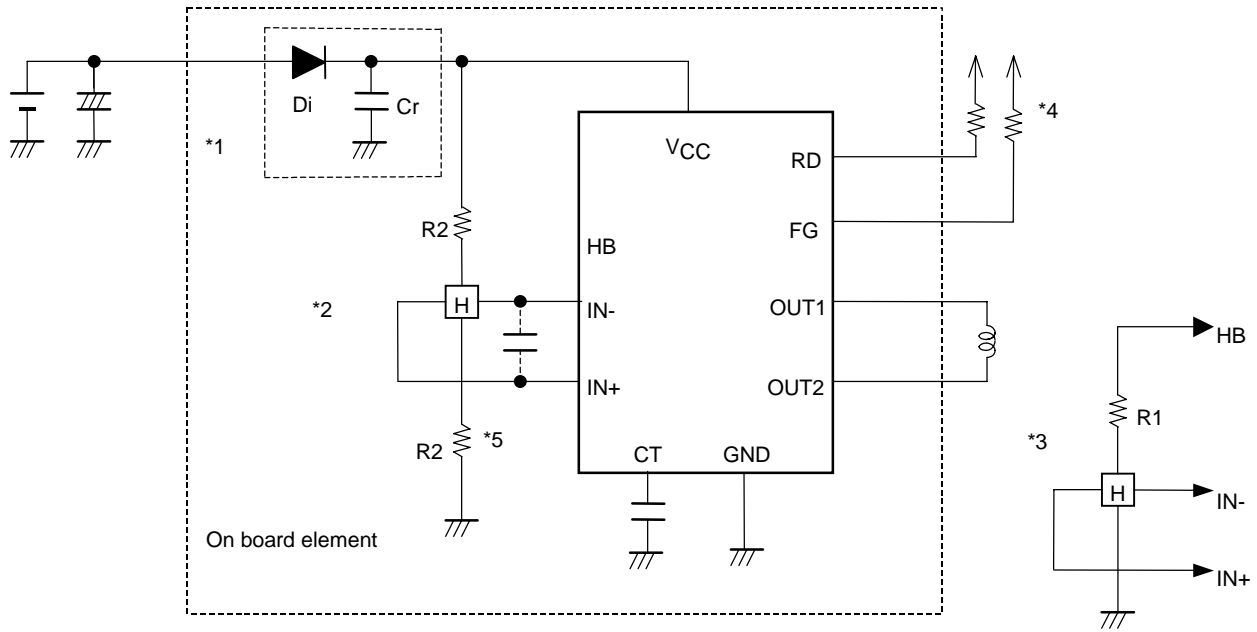 Di
Cr
*1
*4
VCC
RD
R2
FG
HB
*2
H
IN-
OUT1
HB
IN+
OUT2
R1
R2
*5
CT
GND
*3
H
IN-
On board element
IN+